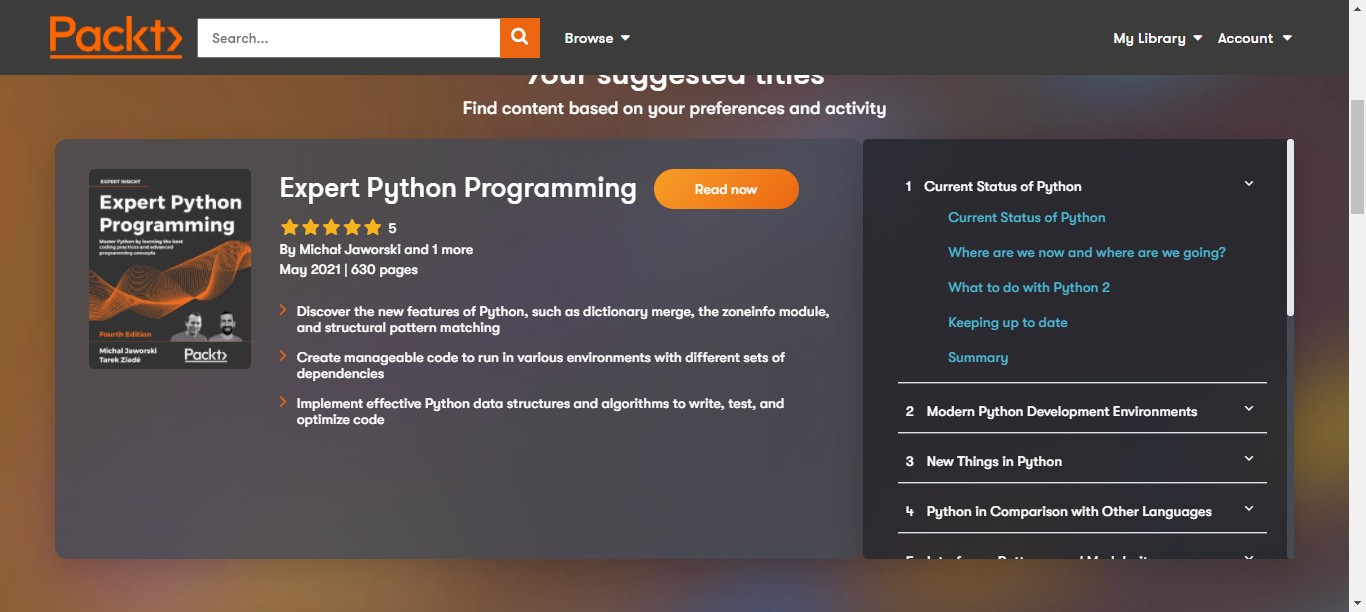 Packt>
Search...
Browse
My Library
Account
Your suggested titles
Find content based on your preferences and activity
EXPERT INSIGHT
Expert Python
Programming
Master Python by learning the best
coding practices and advanced
programming concepts
Fourth Edition
Michał Jaworski
Tarek Ziadé
Packt>
Expert Python Programming
Read now
5
By Michał Jaworski and 1 more
May 2021 | 630 pages
Discover the new features of Python, such as dictionary merge, the zoneinfo module,
and structural pattern matching
Create manageable code to run in various environments with different sets of
dependencies
Implement effective Python data structures and algorithms to write, test, and
optimize code
1 Current Status of Python
Current Status of Python
Where are we now and where are we going?
What to do with Python 2
Keeping up to date
Summary
2 Modern Python Development Environments
3 New Things in Python
4 Python in Comparison with Other Languages